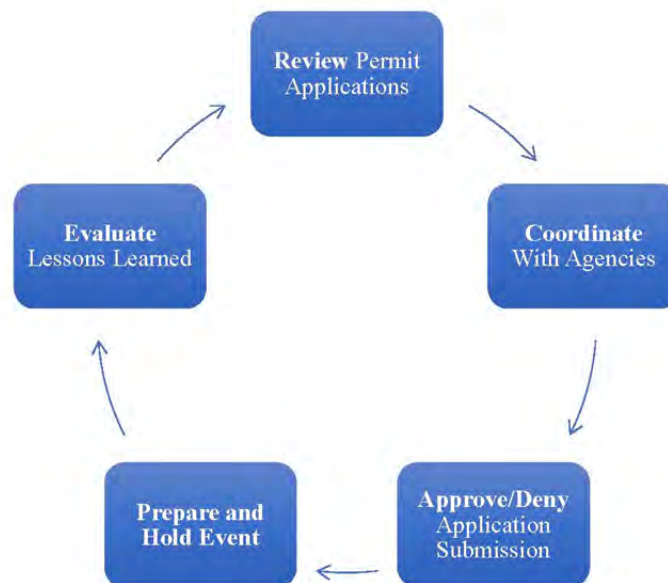 Review Permit
Applications
Coordinate
With Agencies
Approve/Deny
Application
Submission
Prepare and
Hold Event
Evaluate
Lessons Learned